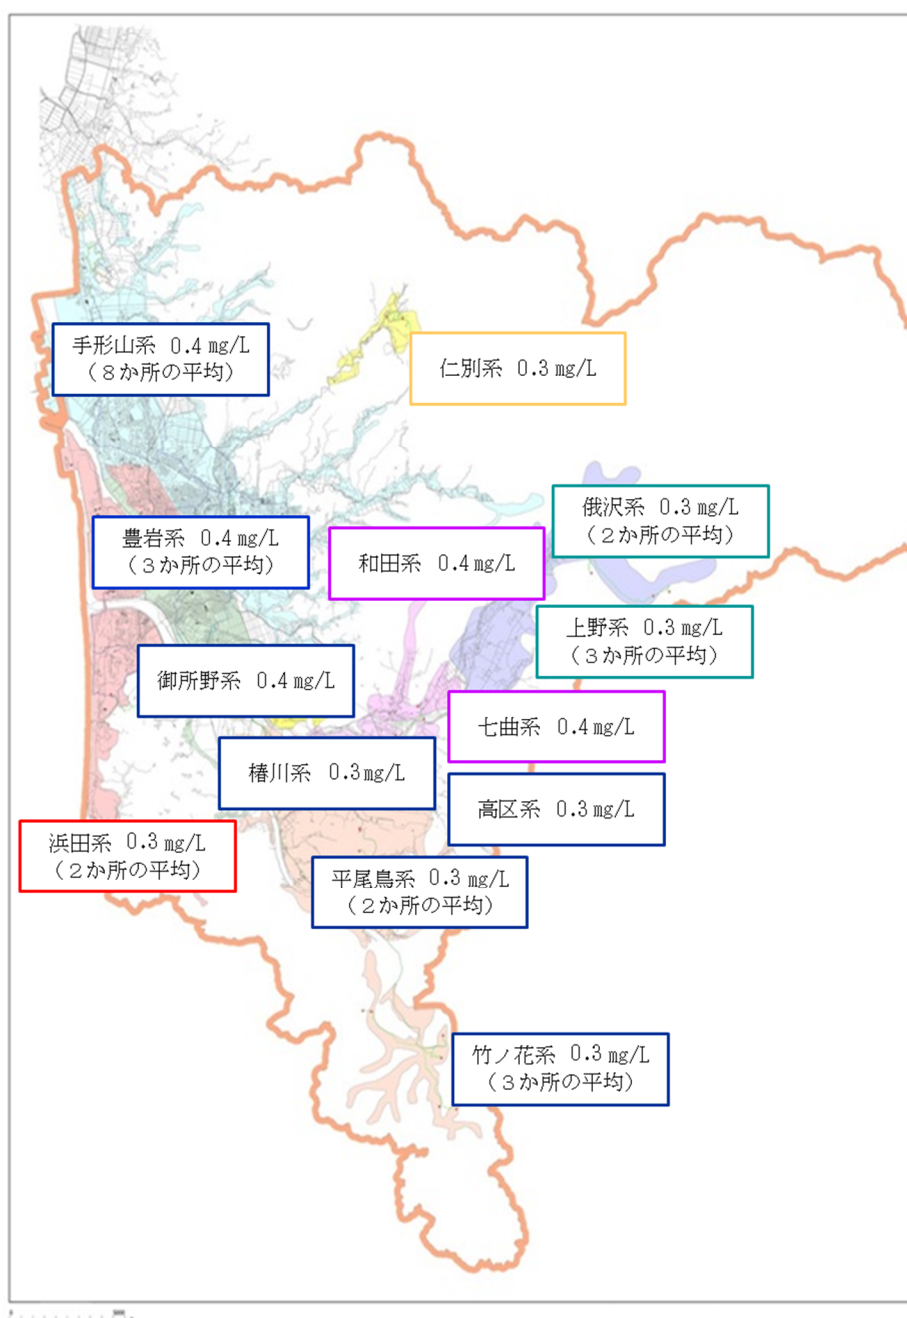 手形山系 0.4 mg/L
（８か所の平均）
仁別系 0.3 mg/L
俄沢系 0.3 mg/L
（２か所の平均）
豊岩系 0.4 mg/L
（３か所の平均）
和田系 0.4 mg/L
上野系 0.3 mg/L
（３か所の平均）
御所野系 0.4 mg/L
七曲系 0.4 mg/L
椿川系 0.3 mg/L
高区系 0.3 mg/L
浜田系 0.3 mg/L
（２か所の平均）
平尾鳥系 0.3 mg/L
（２か所の平均）
竹ノ花系 0.3 mg/L
（３か所の平均）